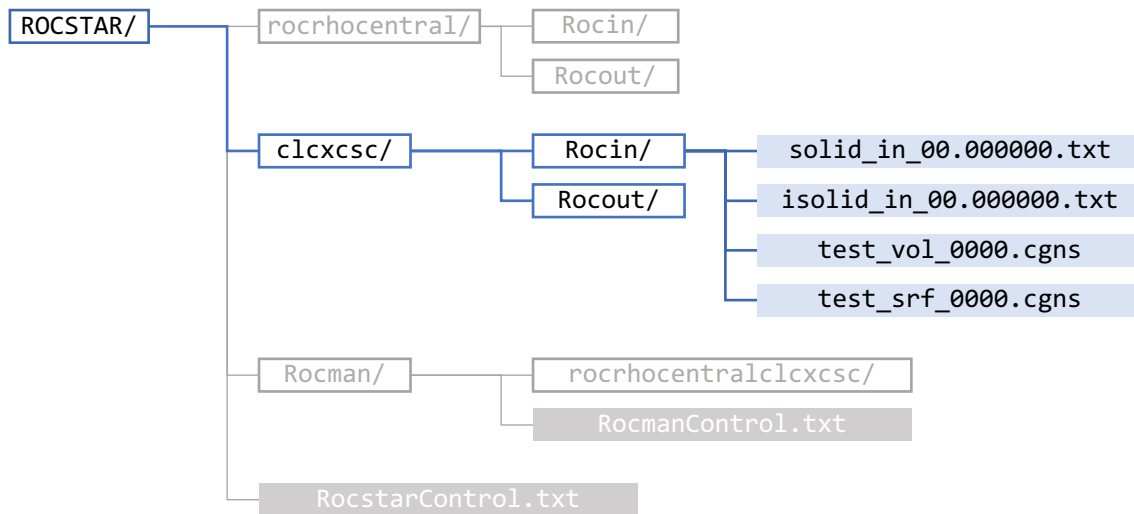 ROCSTAR/
rocrhocentral/
Rocin/
Rocout/
clcxcsc/
Rocin/
solid_in_00.000000.txt
Rocout/
isolid_in_00.000000.txt
test_vol_0000.cgns
test_srf_0000.cgns
Rocman/
rocrhocentralclcxcsc/
RocmanControl.txt
RocstarControl.txt